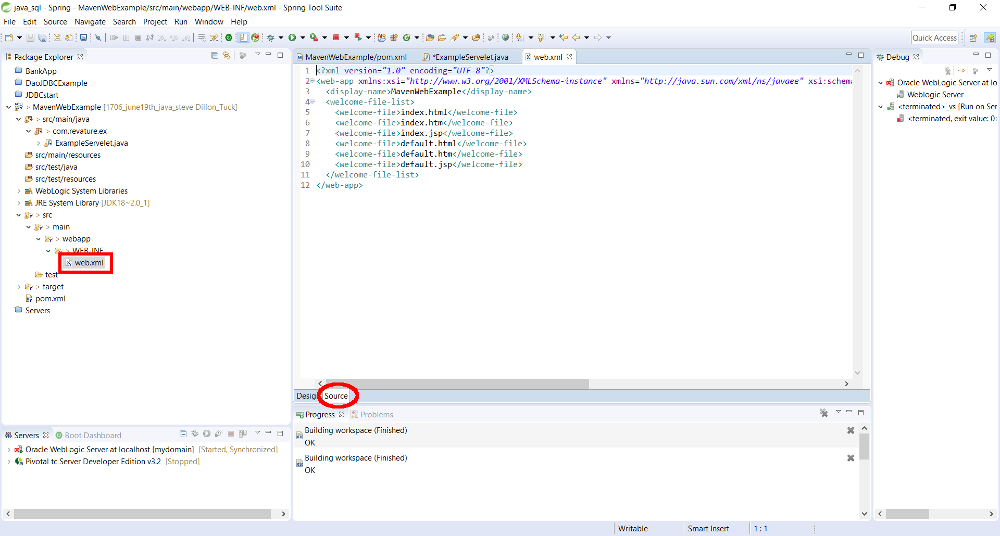 java_sql - Spring - MavenWebExample/src/main/webapp/WEB-INF/web.xml - Spring Tool Suite
File Edit Source Navigate Search Project Run Window Help
Quick Access
Package Explorer
BankApp
DaoJDBCExample
JDBCstart
> MavenWebExample [1706_june19th_java_steve Dillon_Tuck]
> src/main/java
> com.revature.ex
ExampleServelet.java
src/main/resources
src/test/java
src/test/resources
WebLogic System Libraries
JRE System Library [JDK18~2.0_1]
> src
> main
> webapp
> WEB-INF
web.xml
test
> target
pom.xml
Servers
MavenWebExample/pom.xml *ExampleServelet.java web.xml
1 <?xml version="1.0" encoding="UTF-8"?>
2 <web-app xmlns:xsi="http://www.w3.org/2001/XMLSchema-instance" xmlns="http://java.sun.com/xml/ns/javaee" xsi:schema
3 <display-name>MavenWebExample</display-name>
4 <welcome-file-list>
5 <welcome-file>index.html</welcome-file>
6 <welcome-file>index.htm</welcome-file>
7 <welcome-file>index.jsp</welcome-file>
8 <welcome-file>default.html</welcome-file>
9 <welcome-file>default.htm</welcome-file>
10 <welcome-file>default.jsp</welcome-file>
11 </welcome-file-list>
12 </web-app>
Design Source
Debug
Oracle WebLogic Server at lo
Weblogic Server
<terminated>_vs [Run on Ser
<terminated, exit value: 0>
Servers Boot Dashboard
Oracle WebLogic Server at localhost [mydomain] [Started, Synchronized]
Pivotal tc Server Developer Edition v3.2 [Stopped]
Progress Problems
Building workspace (Finished)
OK
Building workspace (Finished)
OK
Writable Smart Insert 1 : 1